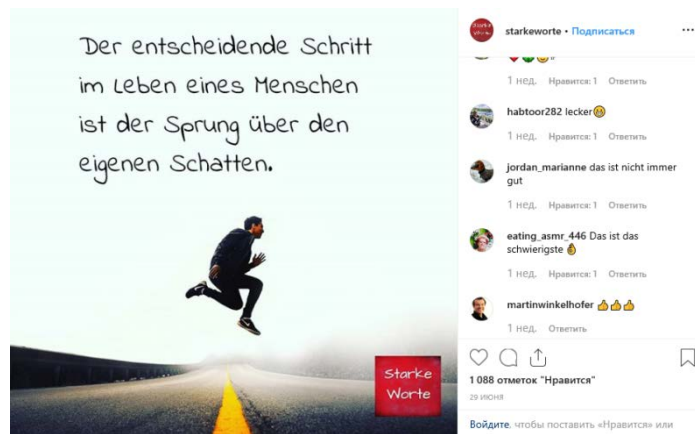 Der entscheidende Schritt
im Leben eines Menschen
ist der Sprung über den
eigenen Schatten.
Starke
Worte
starkeworte • Подписаться
1 нед. Нравится: 1 Ответить
habtoor282 lecker😁
1 нед. Нравится: 1 Ответить
jordan_marianne das ist nicht immer
gut
1 нед. Нравится: 1 Ответить
eating_asmr_446 Das ist das
schwierigste 👌
1 нед. Нравится: 1 Ответить
martinwinkelhofer 👍👍👍
1 нед. Ответить
1 088 отметок "Нравится"
29 ИЮНЯ
Войдите, чтобы поставить «Нравится» или